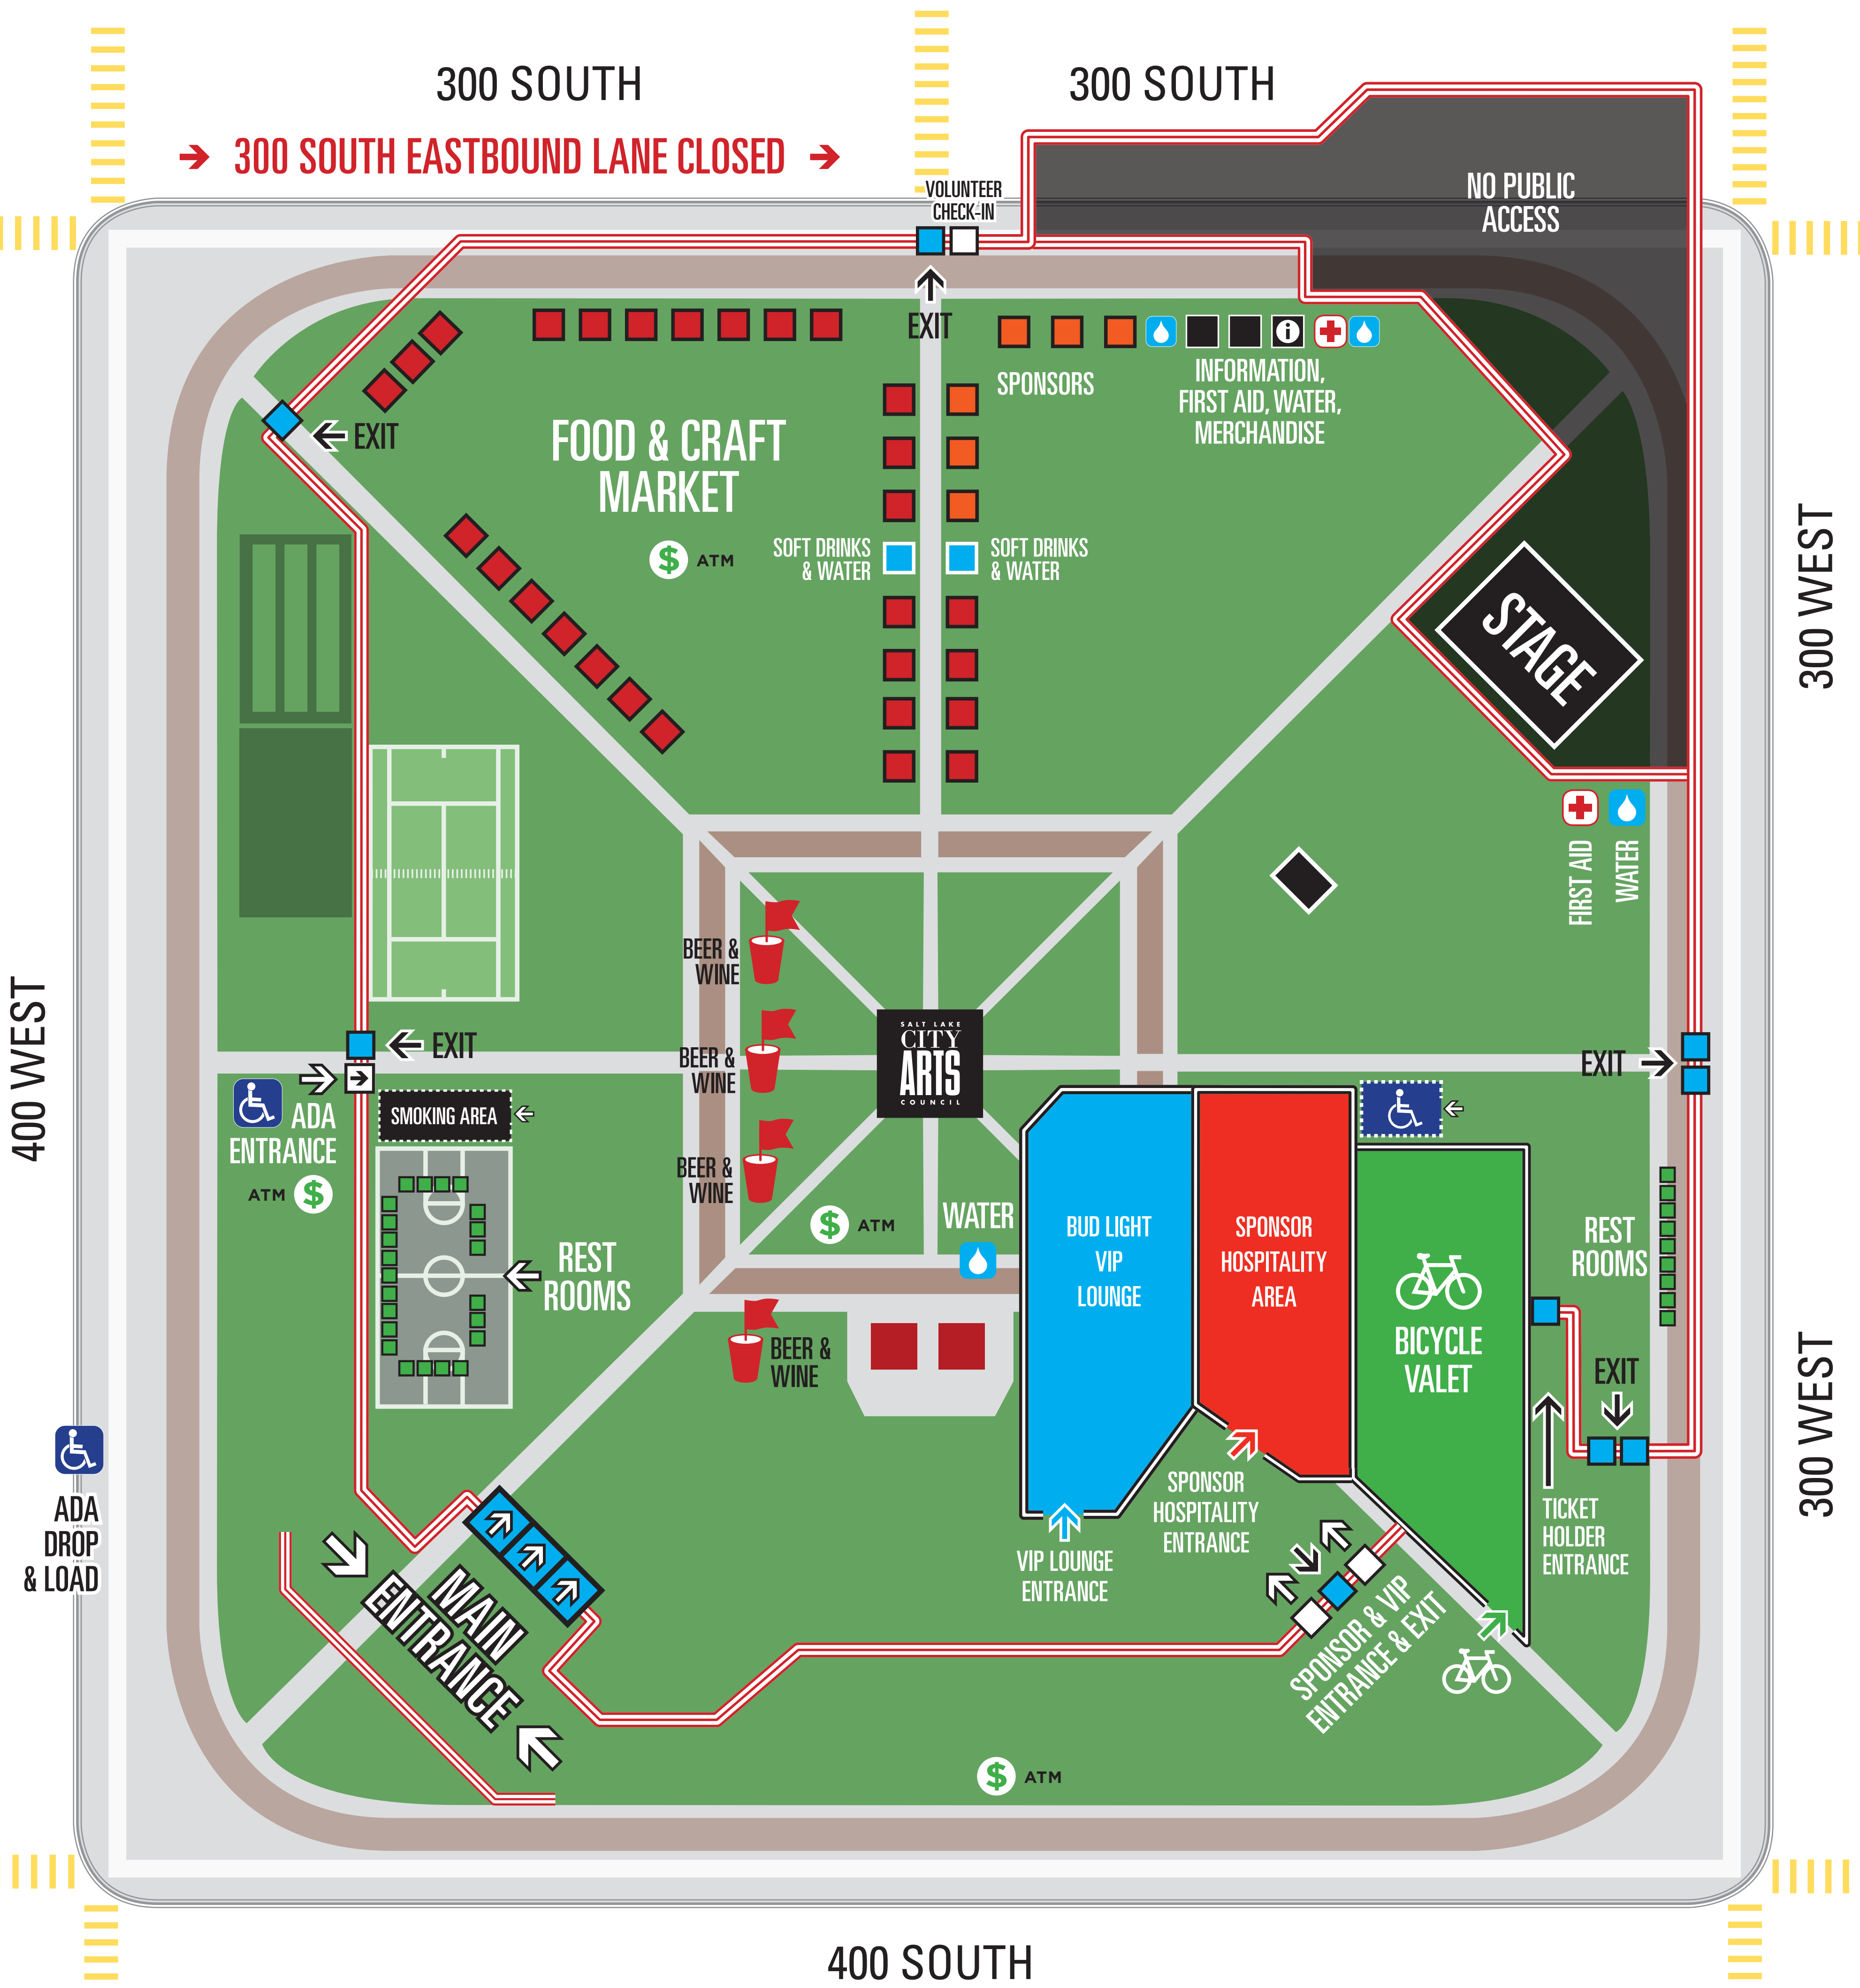 300 SOUTH
300 SOUTH
300 SOUTH EASTBOUND LANE CLOSED
NO PUBLIC
ACCESS
VOLUNTEER
CHECK-IN
EXIT
EXIT
SPONSORS
INFORMATION,
FIRST AID, WATER,
MERCHANDISE
FOOD & CRAFT
MARKET
$ ATM
SOFT DRINKS
& WATER
SOFT DRINKS
& WATER
STAGE
300 WEST
FIRST AID
WATER
BEER &
WINE
BEER &
WINE
BEER &
WINE
SALT LAKE
CITY
ARTS
COUNCIL
400 WEST
EXIT
EXIT
ADA
ENTRANCE
ATM $
SMOKING AREA
REST
ROOMS
$ ATM
WATER
BUD LIGHT
VIP
LOUNGE
SPONSOR
HOSPITALITY
AREA
BICYCLE
VALET
REST
ROOMS
BEER &
WINE
EXIT
300 WEST
ADA
DROP
& LOAD
MAIN
ENTRANCE
VIP LOUNGE
ENTRANCE
SPONSOR
HOSPITALITY
ENTRANCE
TICKET
HOLDER
ENTRANCE
SPONSOR & VIP
ENTRANCE & EXIT
$ ATM
400 SOUTH